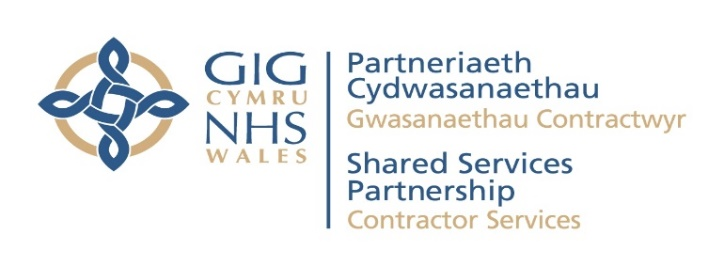 GIG
CYMRU
NHS
WALES
Partneriaeth
Cydwasanaethau
Gwasanaethau Contractwyr
Shared Services
Partnership
Contractor Services